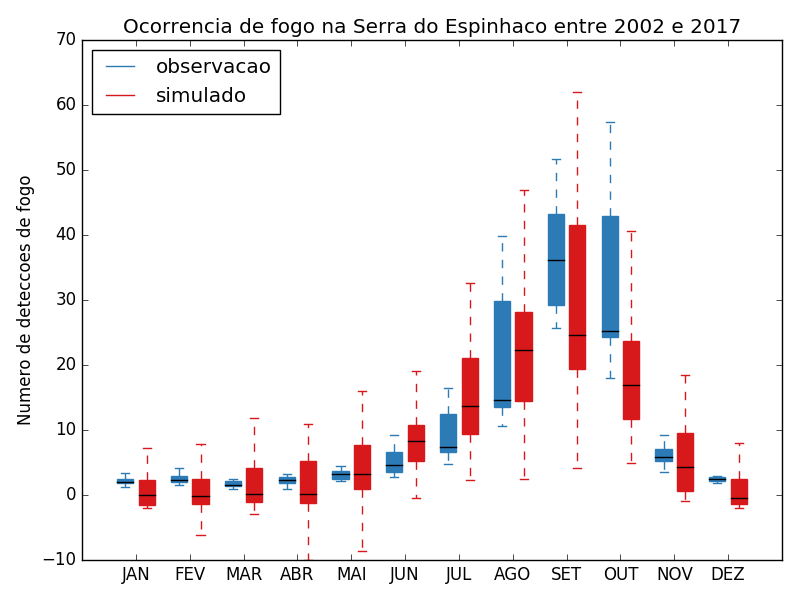 Ocorrencia de fogo na Serra do Espinhaco entre 2002 e 2017
70
60
50
40
30
20
10
0
−10
Numero de deteccoes de fogo
observacao
simulado
JAN FEV MAR ABR MAI JUN JUL AGO SET OUT NOV DEZ